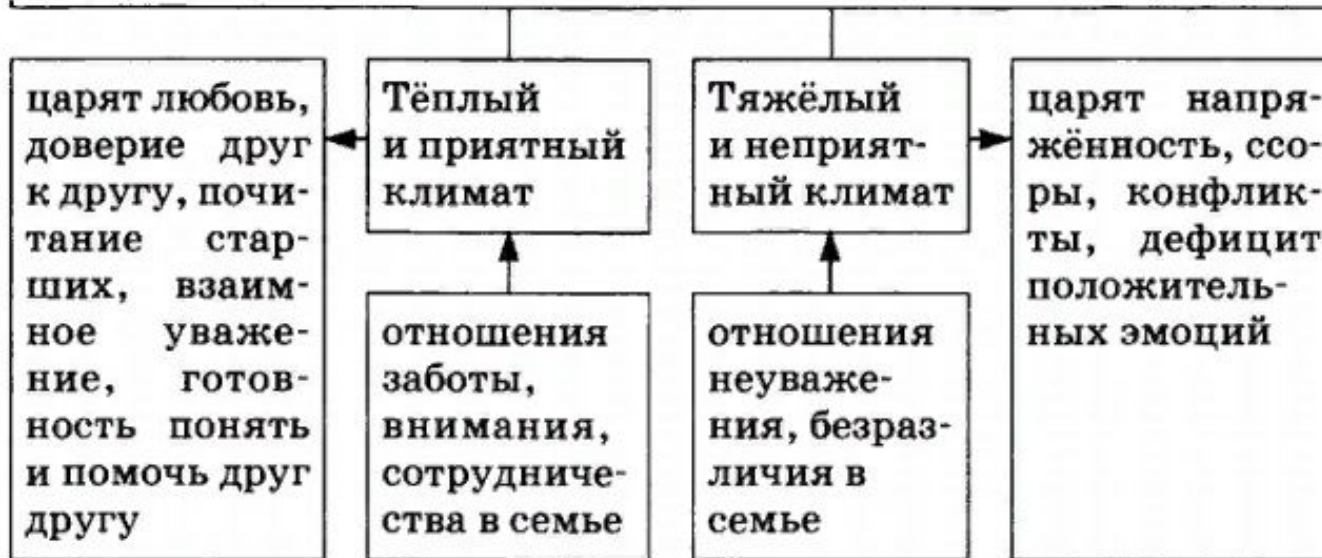 царят любовь,
доверие друг
к другу, почи-
тание стар-
ших, взаим-
ное уваже-
ние, готов-
ность понять
и помочь друг
другу
Тёплый
и приятный
климат
отношения
заботы,
внимания,
сотрудниче-
ства в семье
Тяжёлый
и неприят-
ный климат
отношения
неуваже-
ния, безраз-
личия в
семье
царят напря-
жённость, ссо-
ры, конфлик-
ты, дефицит
положитель-
ных эмоций